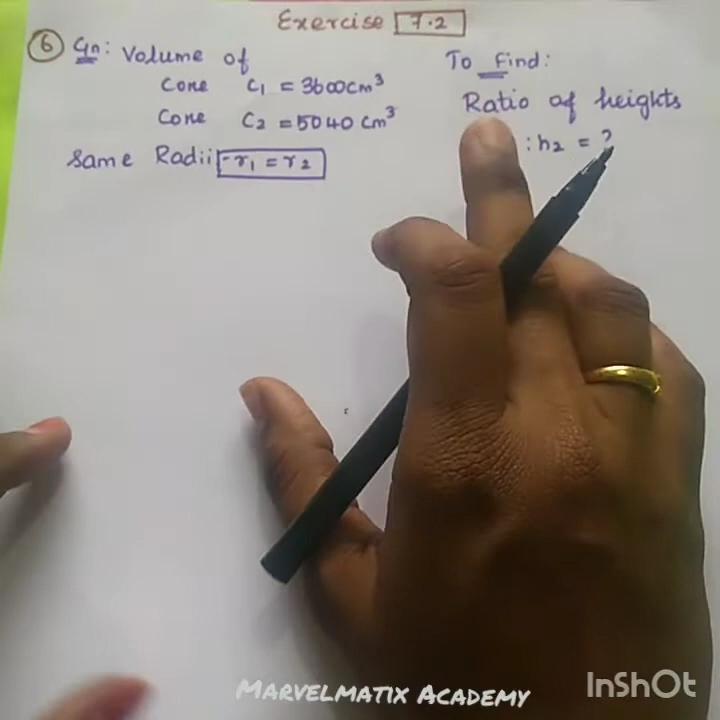 Exercise 7.2
6 Gn: Volume of
Cone C1 = 3600cm³
Cone C2 = 5040 cm³
Same Radii - r1 = r2
To Find:
Ratio of heights
: h2 = ?
MARVELMATIX ACADEMY
InShOt